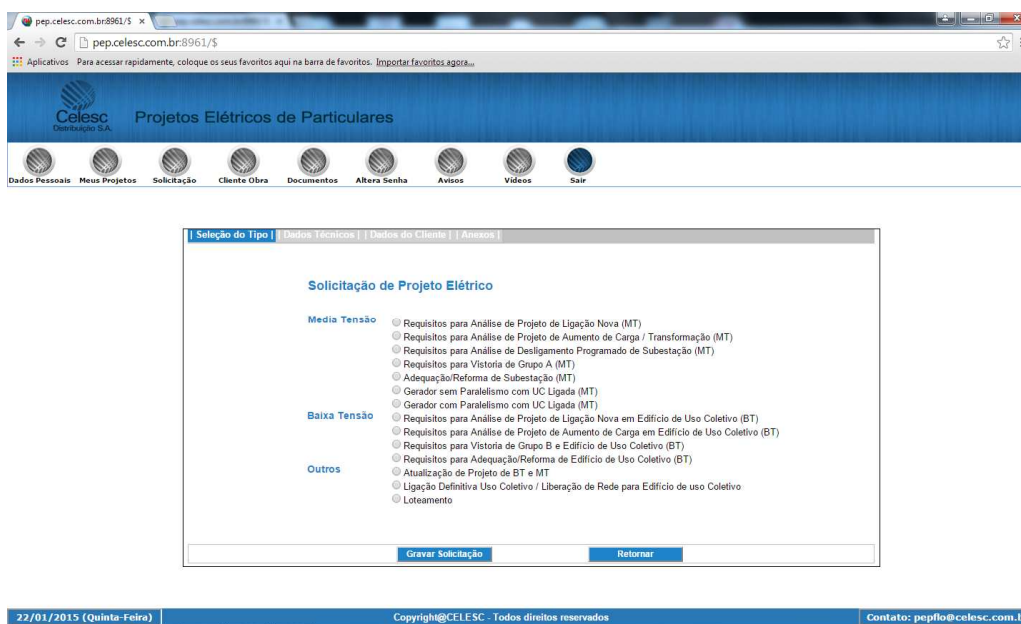 pep.celesc.com.br:8961/$ ×
pep.celesc.com.br:8961/$
Aplicativos Para acessar rapidamente, coloque os seus favoritos aqui na barra de favoritos. Importar favoritos agora...
Celesc
Distribuição S.A.
Projetos Elétricos de Particulares
Dados Pessoais Meus Projetos Solicitação Cliente Obra Documentos Altera Senha Avisos Vídeos Sair
| Seleção do Tipo | | Dados Técnicos | | Dados do Cliente | | Anexos |
Solicitação de Projeto Elétrico
Media Tensão Requisitos para Análise de Projeto de Ligação Nova (MT)
Requisitos para Análise de Projeto de Aumento de Carga / Transformação (MT)
Requisitos para Análise de Desligamento Programado de Subestação (MT)
Requisitos para Vistoria de Grupo A (MT)
Adequação/Reforma de Subestação (MT)
Gerador sem Paralelismo com UC Ligada (MT)
Gerador com Paralelismo com UC Ligada (MT)
Baixa Tensão Requisitos para Análise de Projeto de Ligação Nova em Edifício de Uso Coletivo (BT)
Requisitos para Análise de Projeto de Aumento de Carga em Edifício de Uso Coletivo (BT)
Requisitos para Vistoria de Grupo B e Edifício de Uso Coletivo (BT)
Requisitos para Adequação/Reforma de Edifício de Uso Coletivo (BT)
Outros Atualização de Projeto de BT e MT
Ligação Definitiva Uso Coletivo / Liberação de Rede para Edifício de uso Coletivo
Loteamento
Gravar Solicitação Retornar
22/01/2015 (Quinta-Feira) Copyright@CELESC - Todos direitos reservados Contato: pepflo@celesc.com.b